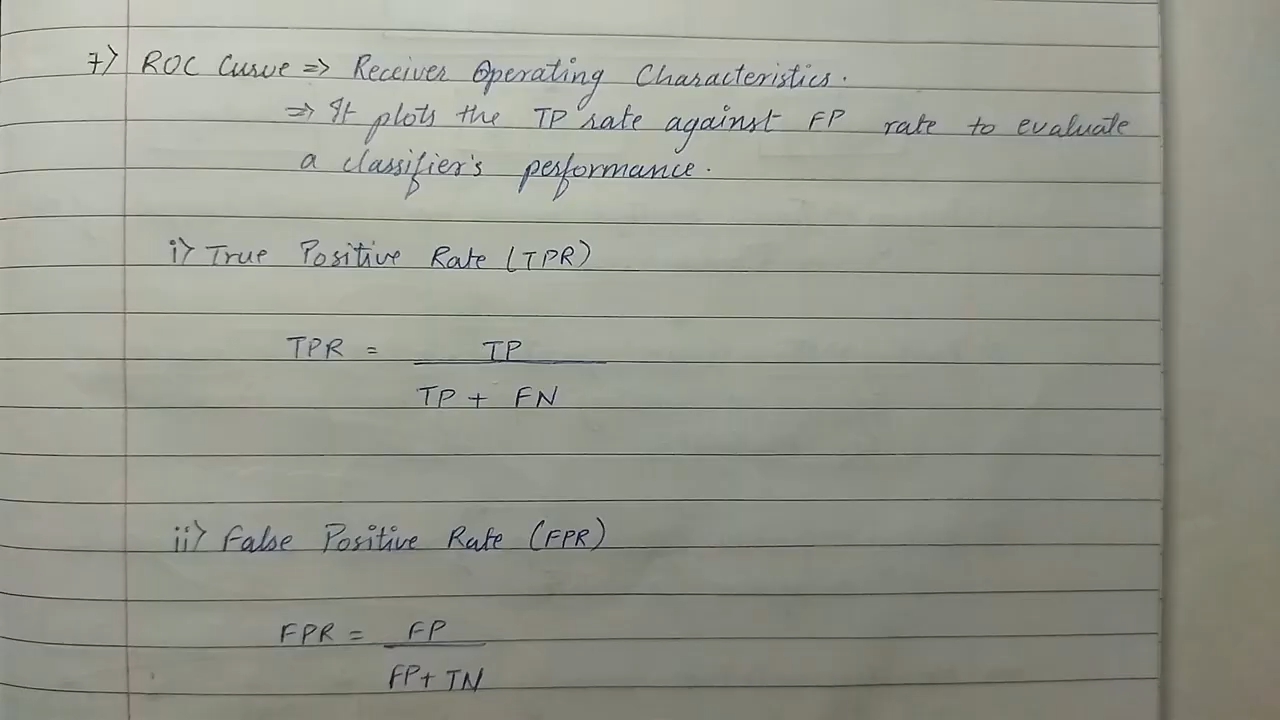 7) ROC Curve => Receiver Operating Characteristics.
=> It plots the TP rate against FP rate to evaluate
a classifier's performance.
i) True Positive Rate (TPR)
TPR = TP
TP + FN
ii) False Positive Rate (FPR)
FPR = FP
FP + TN